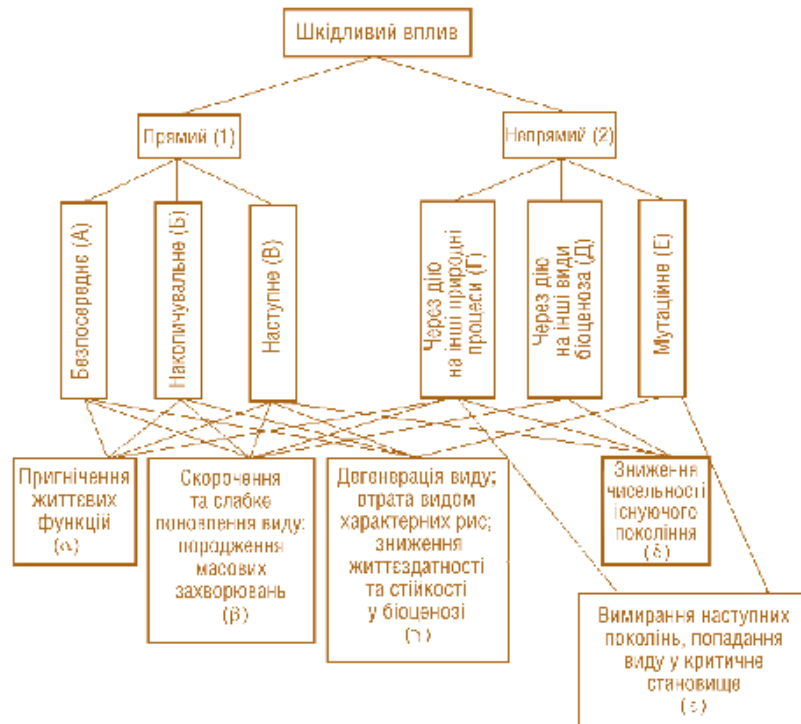 Шкідливий вплив
Прямий (1)
Непрямий (2)
Безпосереднє (А)
Накопичувальне (Б)
Наступне (В)
Через дію
на інші природні
процеси (Г)
Через дію
на інші види
біоценоза (Д)
Мутаційне (Е)
Пригнічення
життєвих
функцій
(α)
Скорочення
та слабке
поновлення виду;
породження
масових
захворювань
(β)
Дегенерація виду;
втрата видом
характерних рис;
зниження
життєздатності
та стійкості
у біоценозі
Зниження
чисельності
існуючого
покоління
(δ)
Вимирання наступних
поколінь, попадання
виду у критичне
становище
(ε)